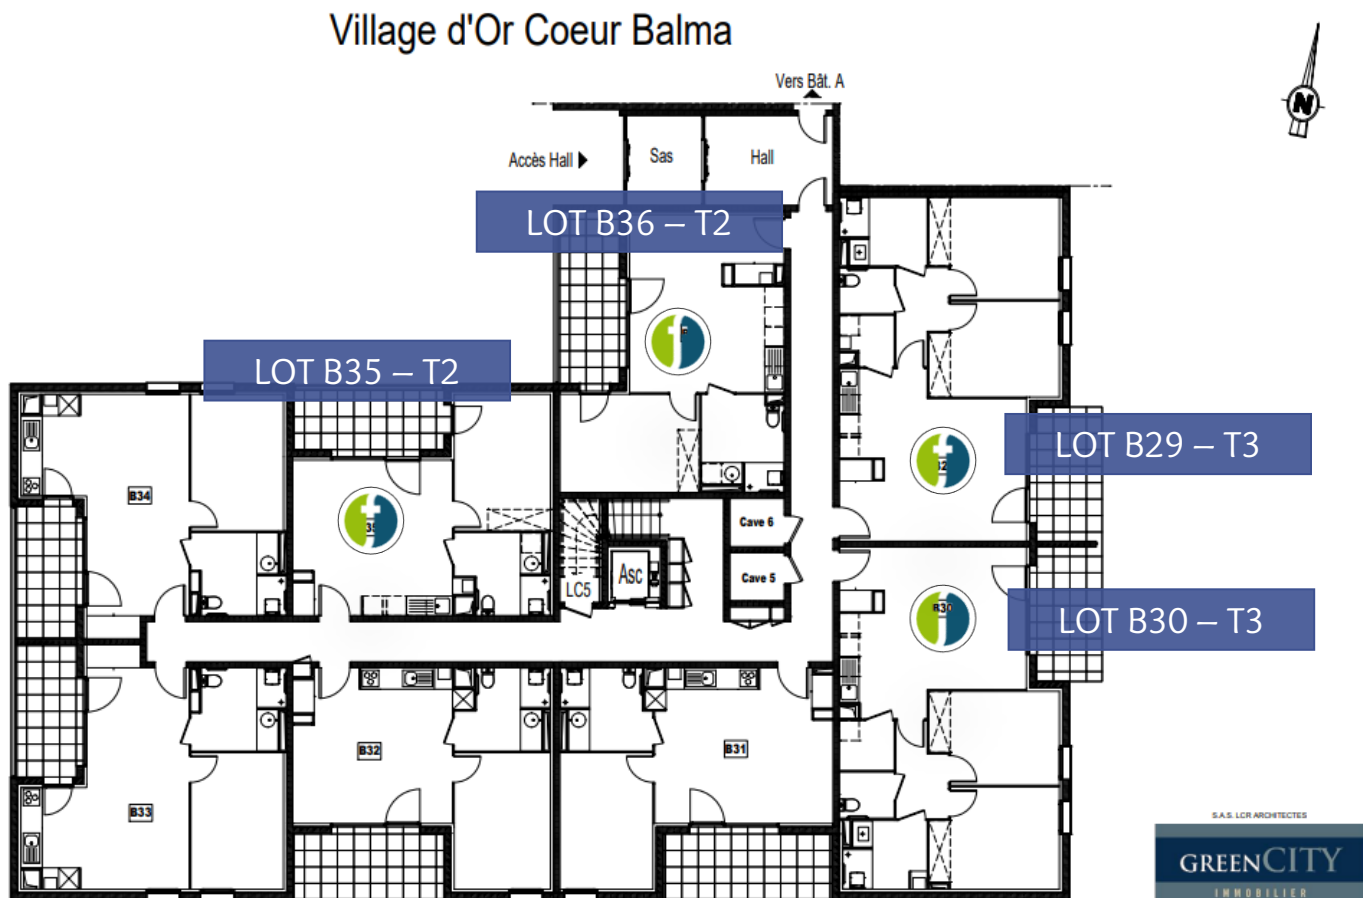 Village d'Or Coeur Balma
Vers Bât. A
N
Accès Hall
Sas
Hall
LOT B36 – T2
LOT B35 – T2
LOT B29 – T3
B34
Cave 6
Asc
Cave 5
LC5
B30
LOT B30 – T3
B32
B31
B33
S.A.S. LCR ARCHITECTES
GREENCITY
IMMOBILIER